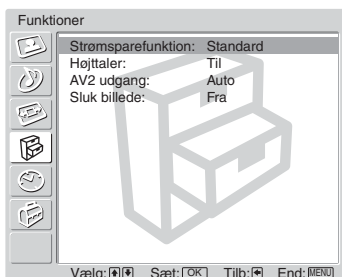 Funktioner
Strømsparefunktion: Standard
Højttaler: Til
AV2 udgang: Auto
Sluk billede: Fra
Vælg: Sæt: OK Tilb: End: MENU